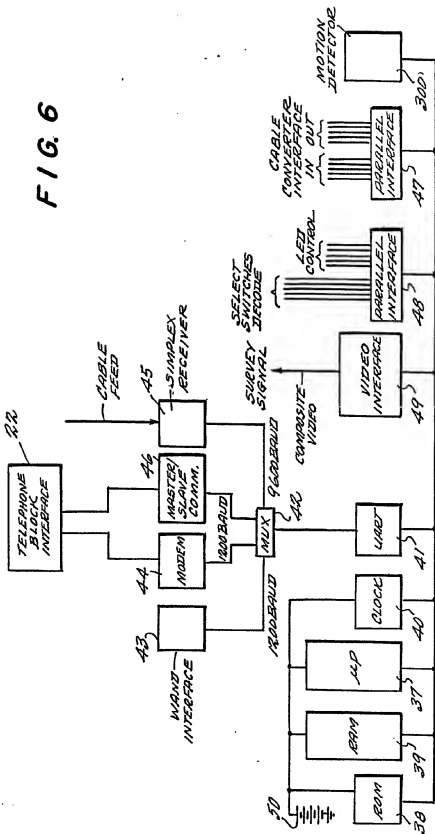 FIG. 6
22
TELEPHONE
BLOCK
INTERFACE
CABLE
FEED
43
WAND
INTERFACE
44
MODEM
46
MASTER/
SLAVE
COMM.
45
SIMPLEX
RECEIVER
1200 BAUD
1200 BAUD
9,600 BAUD
MUX
42
SURVEY
SIGNAL
COMPOSITE
VIDEO
SELECT SWITCHES
DECODE
LED
CONTROL
CABLE
CONVERTER
INTERFACE
IN OUT
MOTION
DETECTOR
300
50
ROM
38
RAM
39
μP
37
CLOCK
40
UART
41
VIDEO
INTERFACE
49
PARALLEL
INTERFACE
48
PARALLEL
INTERFACE
47